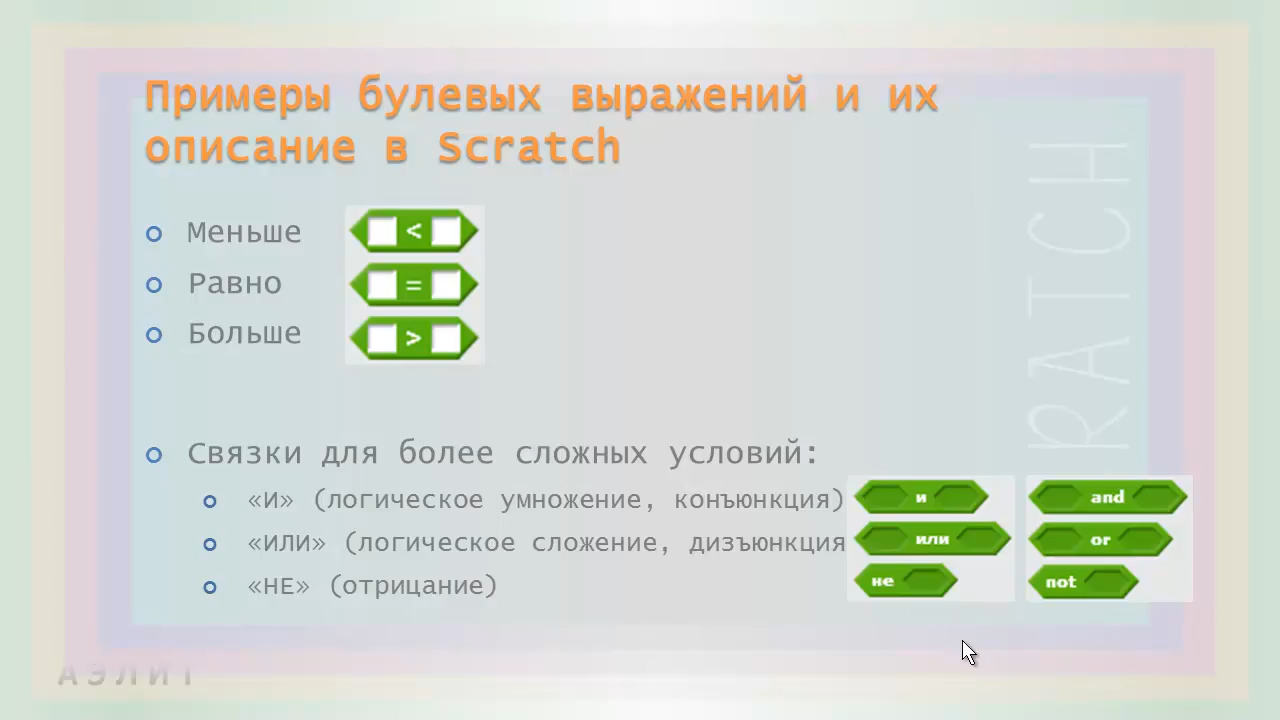 Примеры булевых выражений и их
описание в Scratch
Меньше
<
Равно
=
Больше
>
Связки для более сложных условий:
«И» (логическое умножение, конъюнкция)
и
and
«ИЛИ» (логическое сложение, дизъюнкция
или
or
«НЕ» (отрицание)
не
not
RATCH
АЭЛИТ